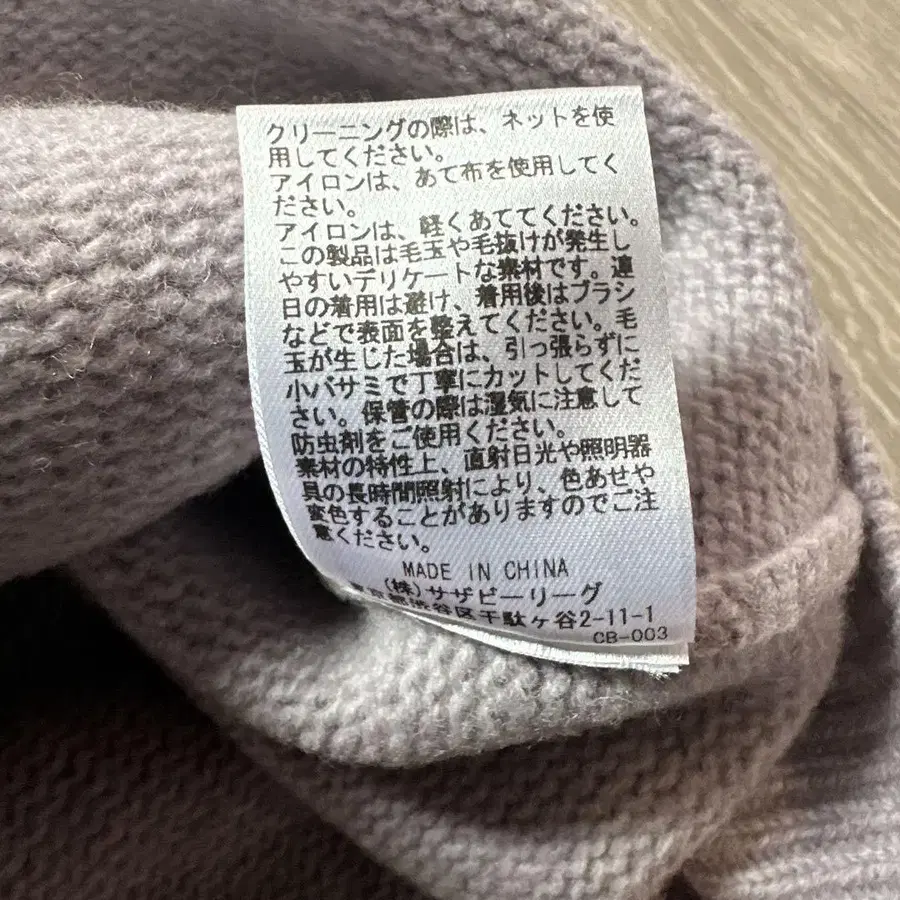 クリーニングの際は、ネットを使
用してください。
アイロンは、あて布を使用してく
ださい。
アイロンは、軽くあててください。
この製品は毛玉や毛抜けが発生し
やすいデリケートな素材です。連
日の着用は避け、着用後はブラシ
などで表面を整えてください。毛
玉が生じた場合は、引っ張らずに
小バサミで丁寧にカットしてくだ
さい。保管の際は湿気に注意して
防虫剤をご使用ください。
素材の特性上、直射日光や照明器
具の長時間照射により、色あせや
変色することがありますのでご注
意ください。
MADE IN CHINA
(株)サザビーリーグ
東京都渋谷区千駄ヶ谷2-11-1
CB-003